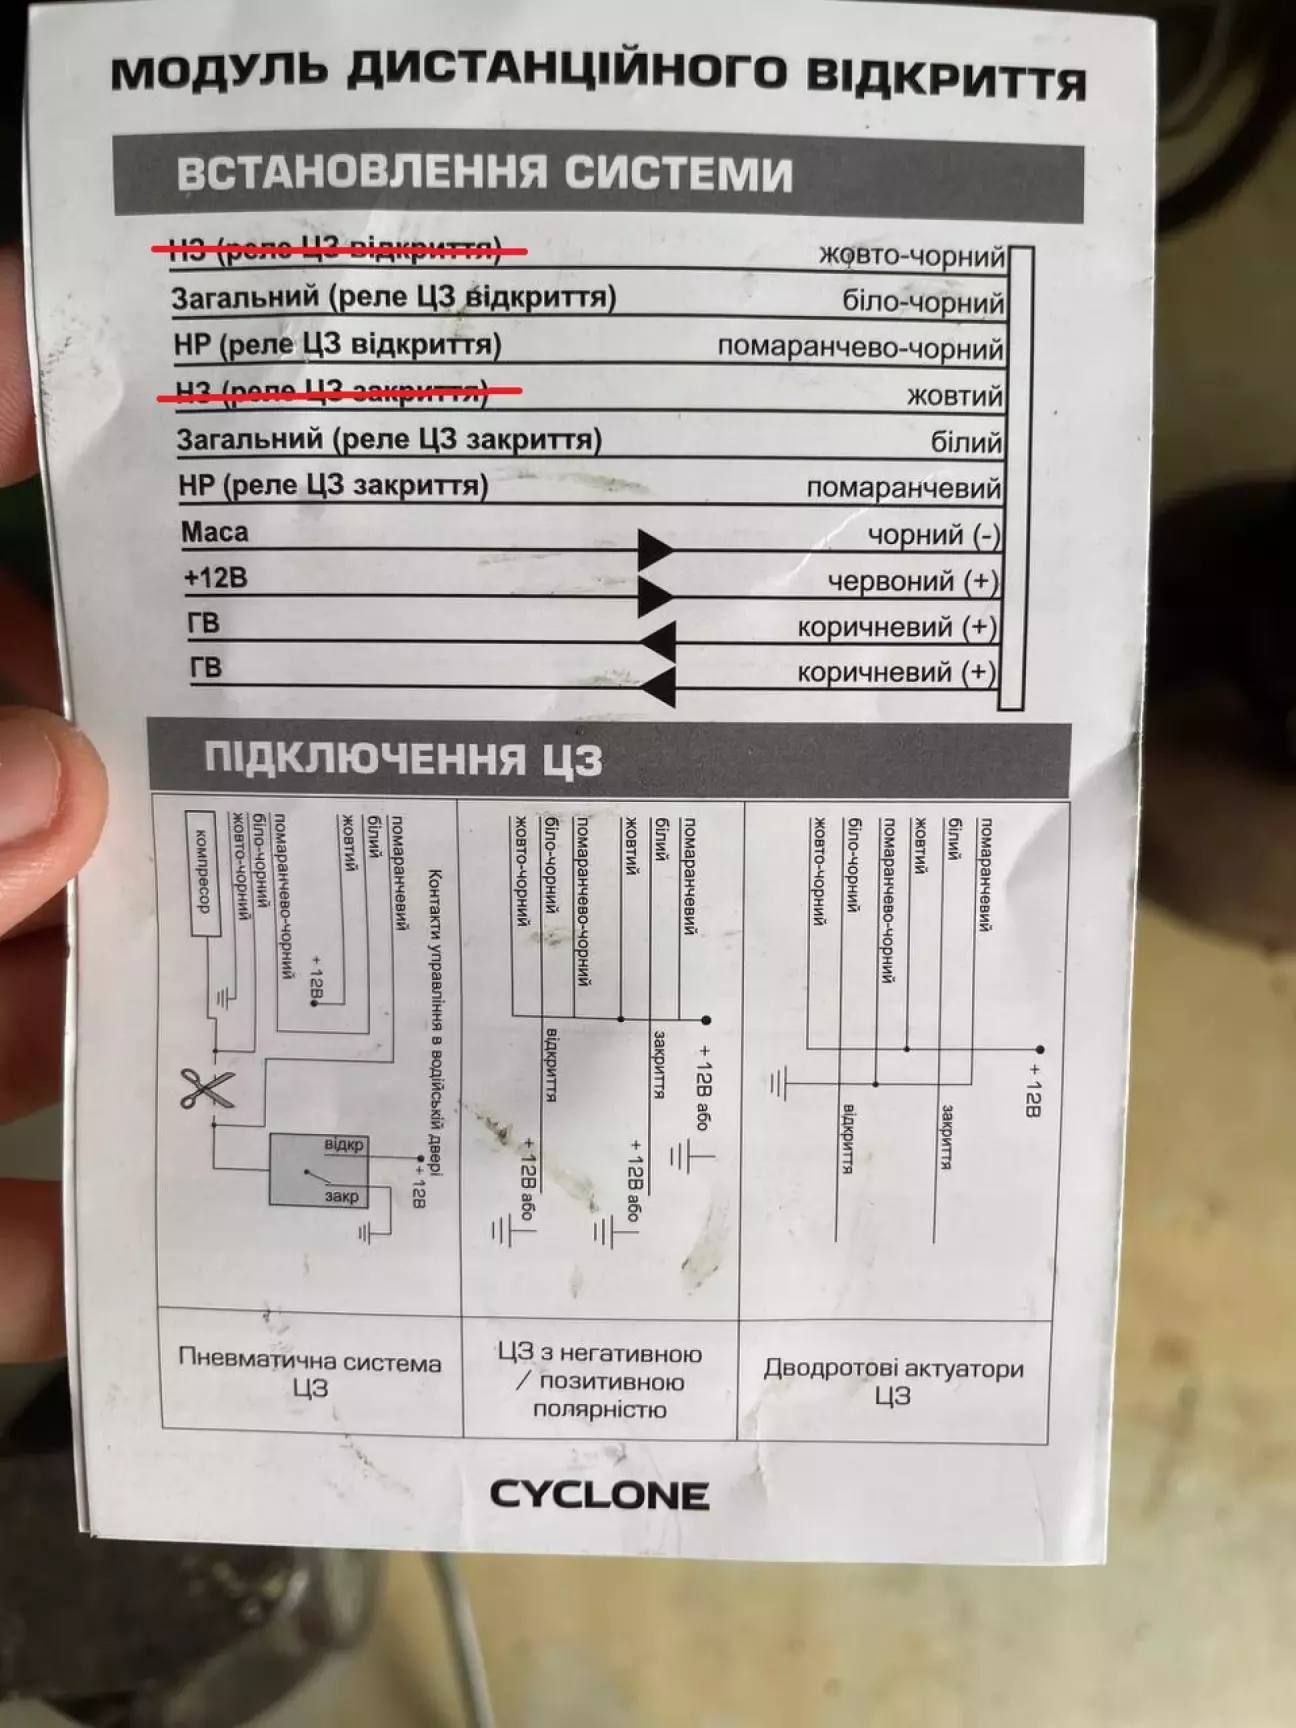 МОДУЛЬ ДИСТАНЦІЙНОГО ВІДКРИТТЯ
ВСТАНОВЛЕННЯ СИСТЕМИ
НЗ (реле ЦЗ відкриття) жовто-чорний
Загальний (реле ЦЗ відкриття) біло-чорний
НР (реле ЦЗ відкриття) помаранчево-чорний
НЗ (реле ЦЗ закриття) жовтий
Загальний (реле ЦЗ закриття) білий
НР (реле ЦЗ закриття) помаранчевий
Маса чорний (-)
+12В червоний (+)
ГВ коричневий (+)
ГВ коричневий (+)
ПІДКЛЮЧЕННЯ ЦЗ
компресор
жовто-чорний
біло-чорний
помаранчево-чорний
жовтий
білий
помаранчевий
Контакти управління в водійській двері
+ 12В
відкр
закр
+ 12В
Пневматична система
ЦЗ
жовто-чорний
біло-чорний
помаранчево-чорний
жовтий
білий
помаранчевий
відкриття
закриття
+ 12В або
+ 12В або
+ 12В або
ЦЗ з негативною
/ позитивною
полярністю
жовто-чорний
біло-чорний
помаранчево-чорний
жовтий
білий
помаранчевий
+ 12В
відкриття
закриття
Дводротові актуатори
ЦЗ
CYCLONE